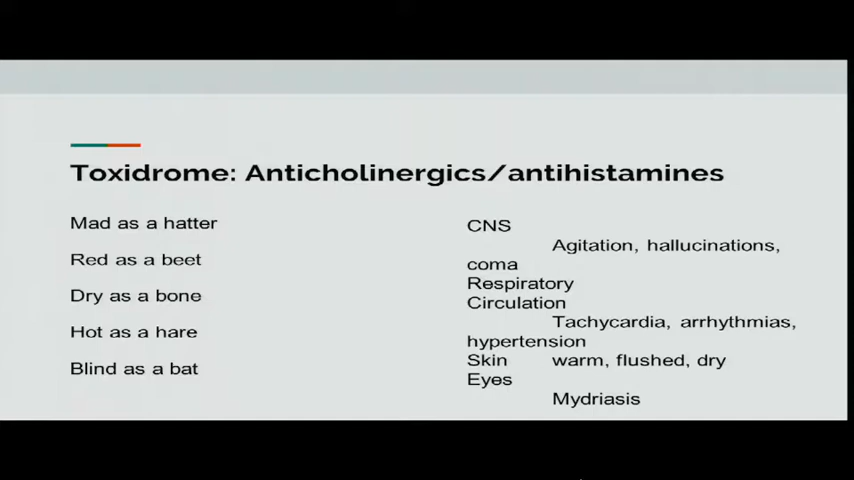 Toxidrome: Anticholinergics/antihistamines
Mad as a hatter
Red as a beet
Dry as a bone
Hot as a hare
Blind as a bat
CNS
Agitation, hallucinations,
coma
Respiratory
Circulation
Tachycardia, arrhythmias,
hypertension
Skin warm, flushed, dry
Eyes
Mydriasis